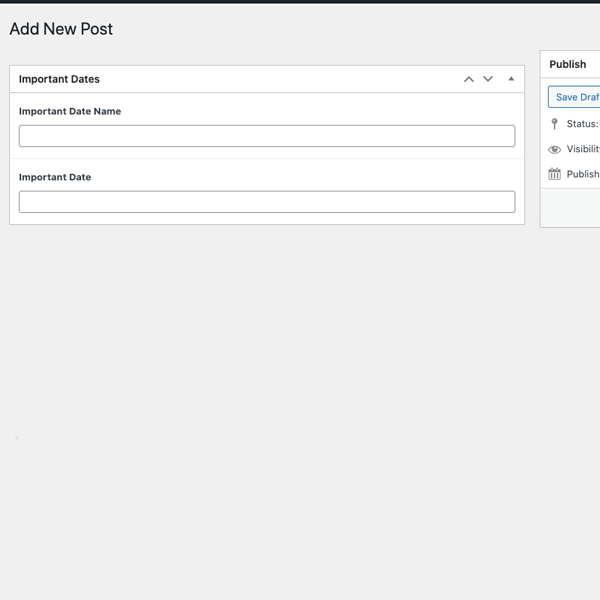 Add New Post
Important Dates
Important Date Name
Important Date
Publish
Save Draf
Status:
Visibilit
Publish